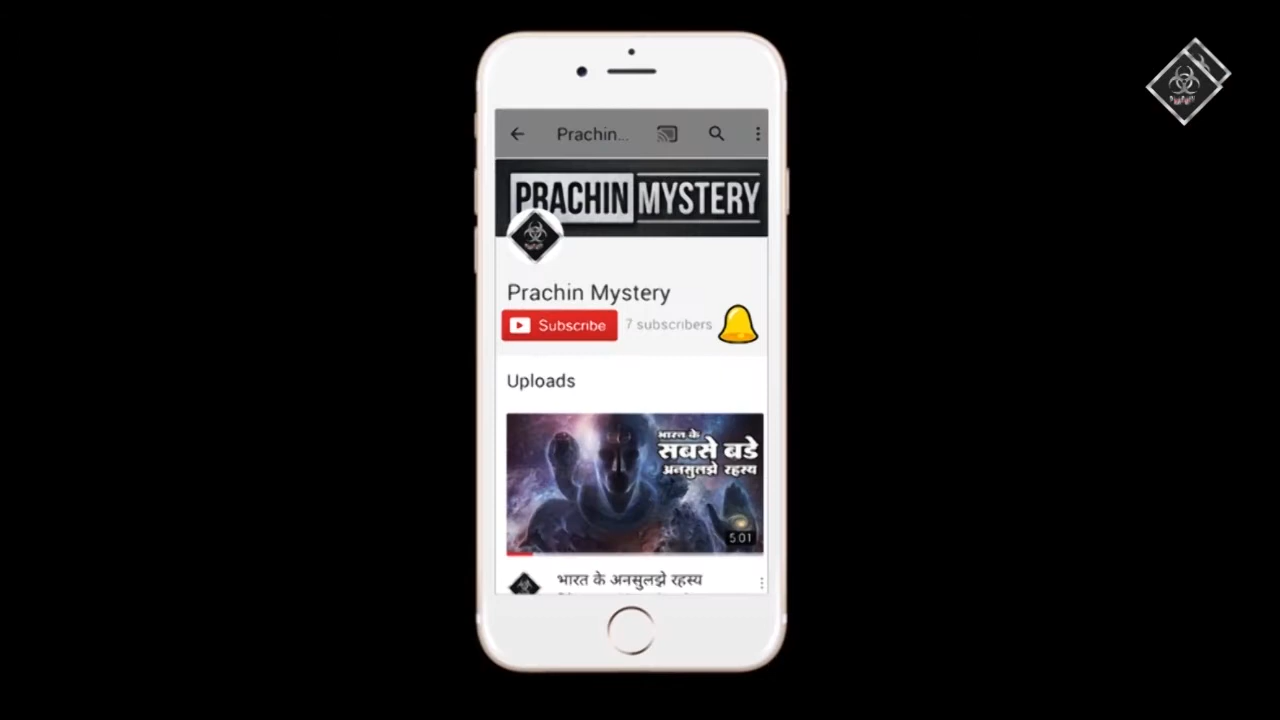 Prachin...
PRACHIN MYSTERY
Prachin Mystery
Subscribe
7 subscribers
Uploads
भारत के
सबसे बडे
अनसुलझे रहस्य
5:01
भारत के अनसुलझे रहस्य